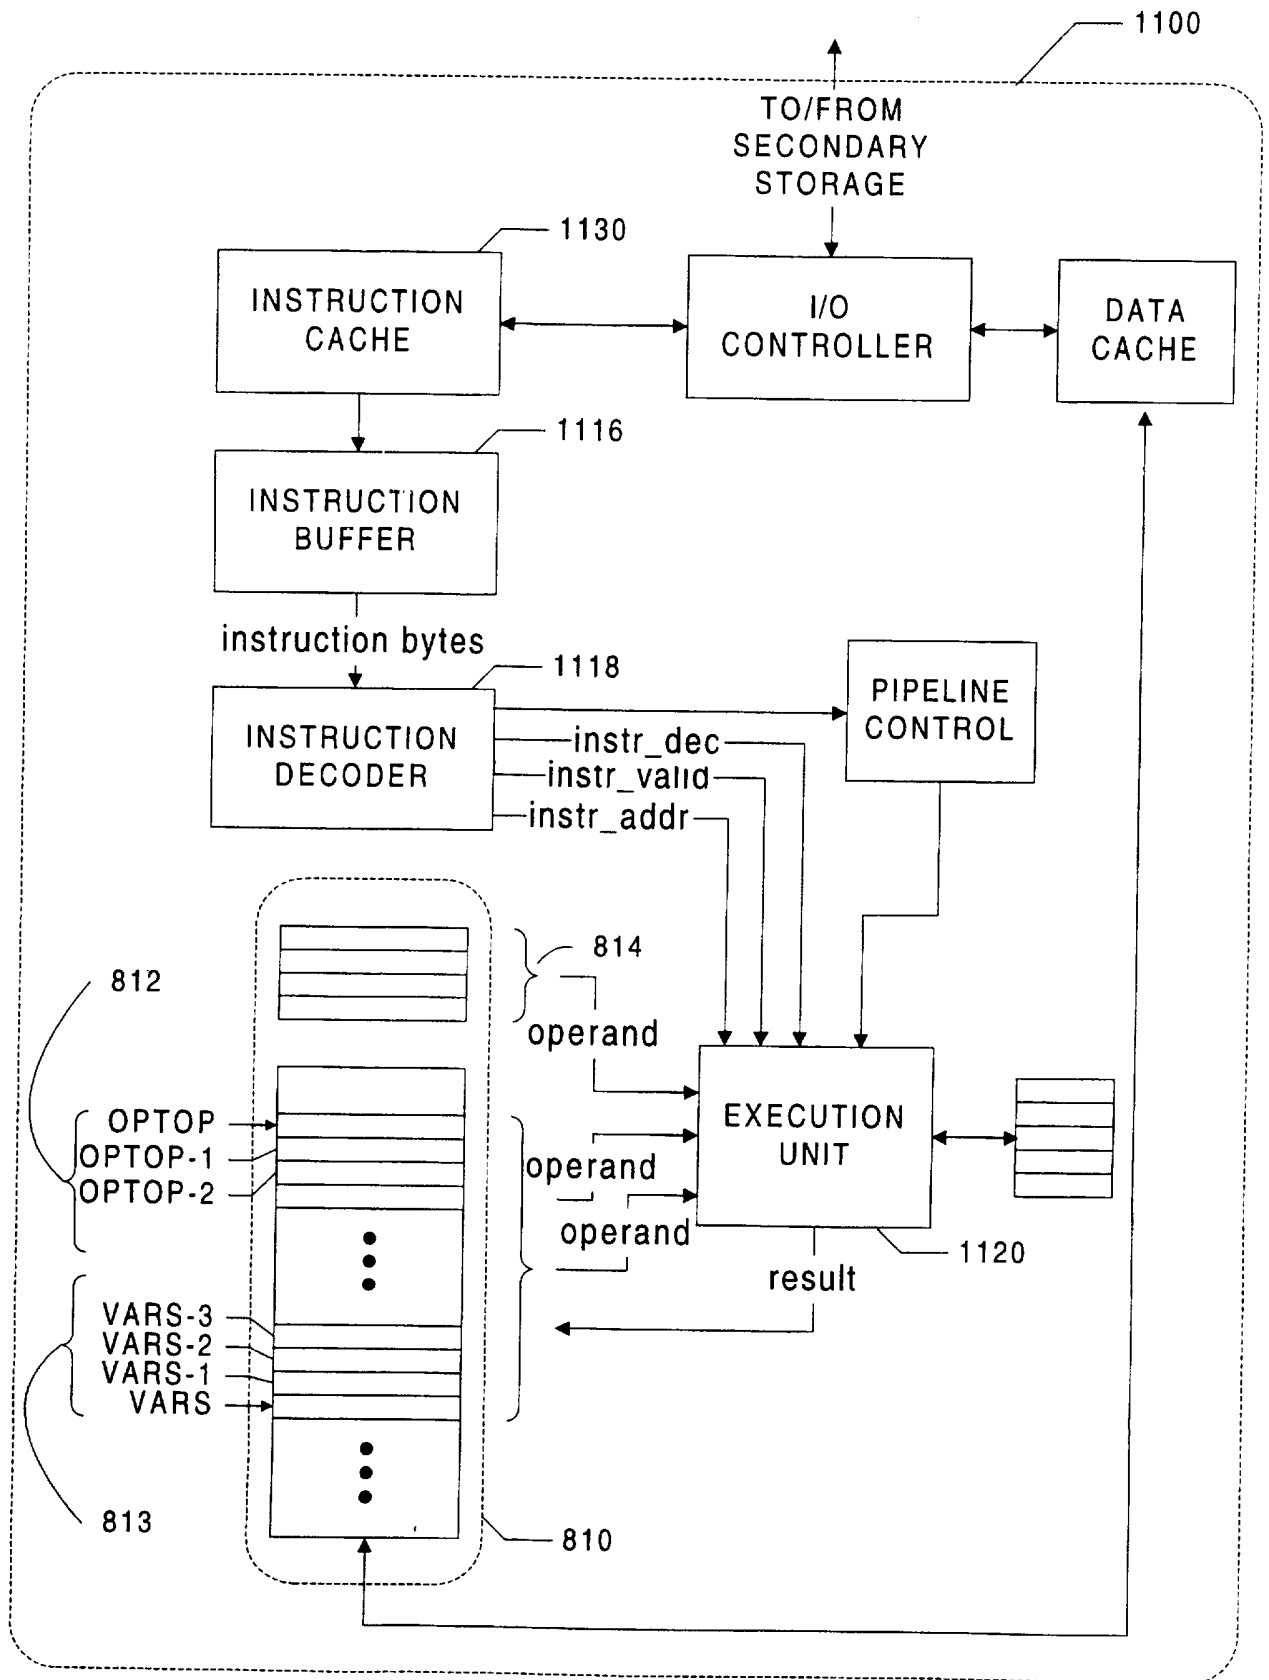 1100
TO/FROM
SECONDARY
STORAGE
1130
INSTRUCTION
CACHE
I/O
CONTROLLER
DATA
CACHE
1116
INSTRUCTION
BUFFER
instruction bytes
1118
INSTRUCTION
DECODER
PIPELINE
CONTROL
instr_dec
instr_valid
instr_addr
814
812
operand
OPTOP
OPTOP-1
OPTOP-2
operand
operand
EXECUTION
UNIT
1120
result
VARS-3
VARS-2
VARS-1
VARS
813
810